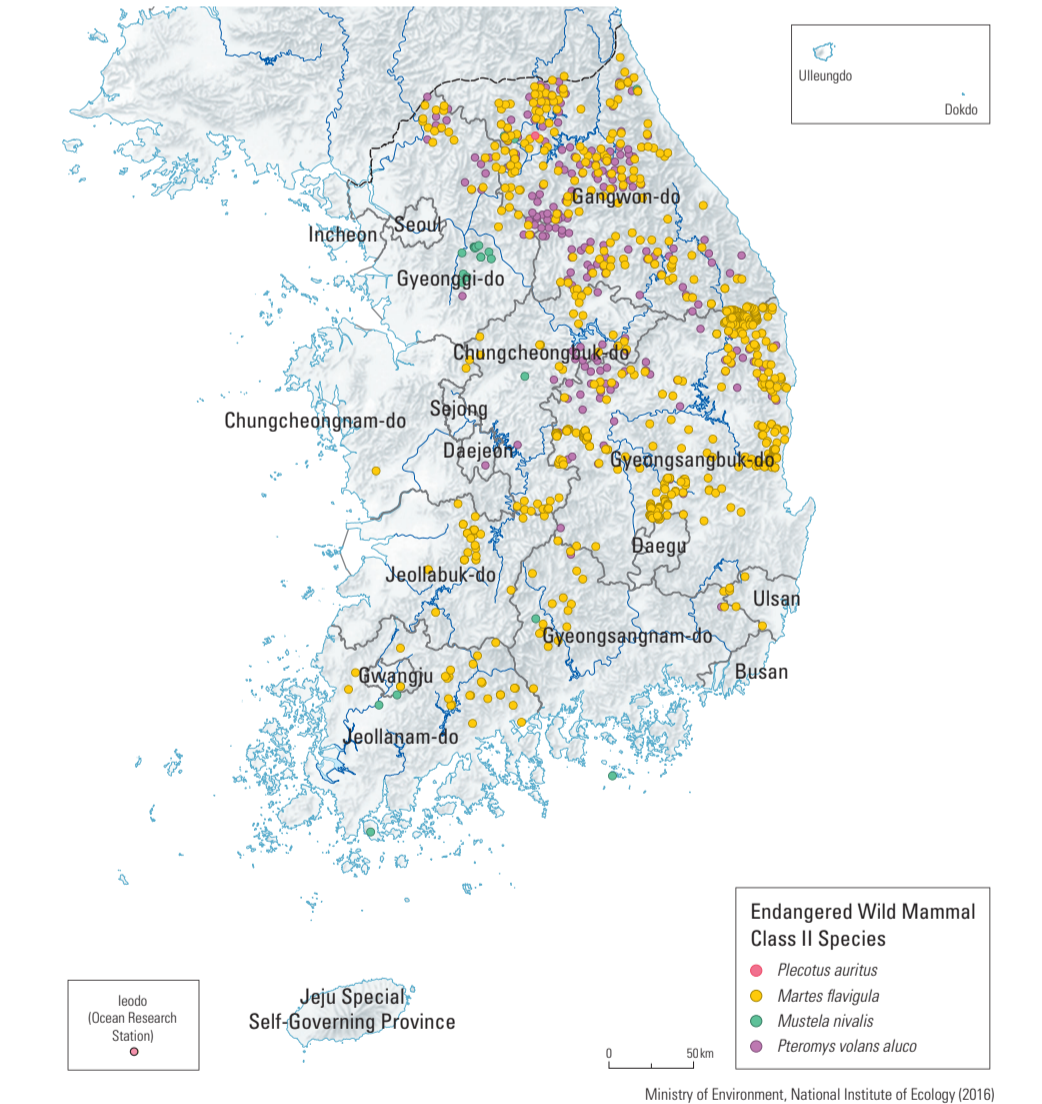 Ulleungdo
Dokdo
Gangwon-do
Seoul
Incheon
Gyeonggi-do
Chungcheongbuk-do
Sejong
Chungcheongnam-do
Daejeon
Gyeongsangbuk-do
Daegu
Jeollabuk-do
Ulsan
Gyeongsangnam-do
Busan
Gwangju
Jeollanam-do
Endangered Wild Mammal
Class II Species
Plecotus auritus
Martes flavigula
Mustela nivalis
Pteromys volans aluco
Ieodo
(Ocean Research
Station)
Jeju Special
Self-Governing Province
0 50 km
Ministry of Environment, National Institute of Ecology (2016)